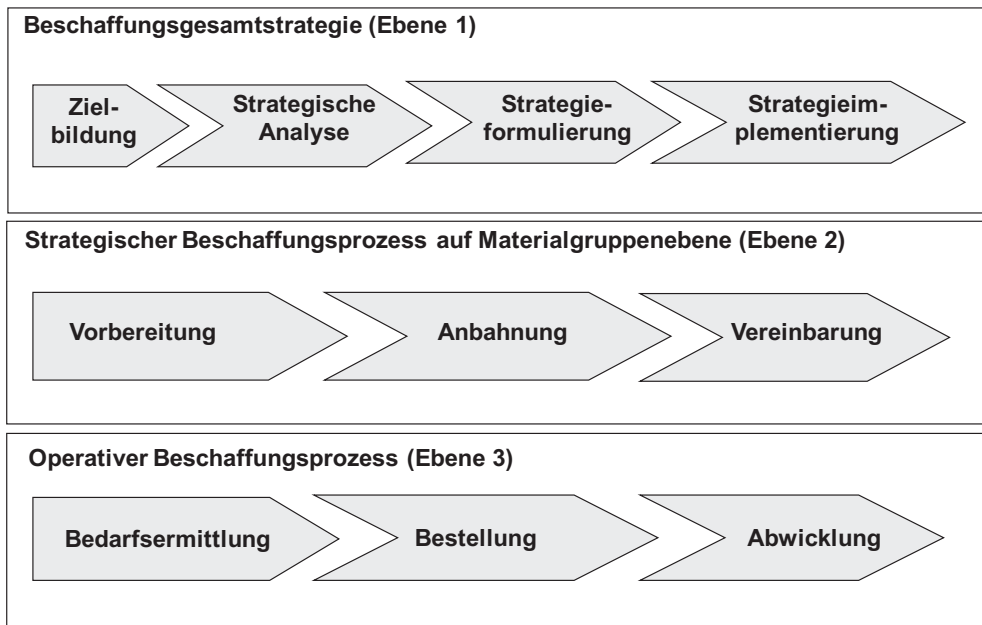 Beschaffungsgesamtstrategie (Ebene 1)
Ziel-
bildung
Strategische
Analyse
Strategie-
formulierung
Strategieim-
plementierung
Strategischer Beschaffungsprozess auf Materialgruppenebene (Ebene 2)
Vorbereitung
Anbahnung
Vereinbarung
Operativer Beschaffungsprozess (Ebene 3)
Bedarfsermittlung
Bestellung
Abwicklung